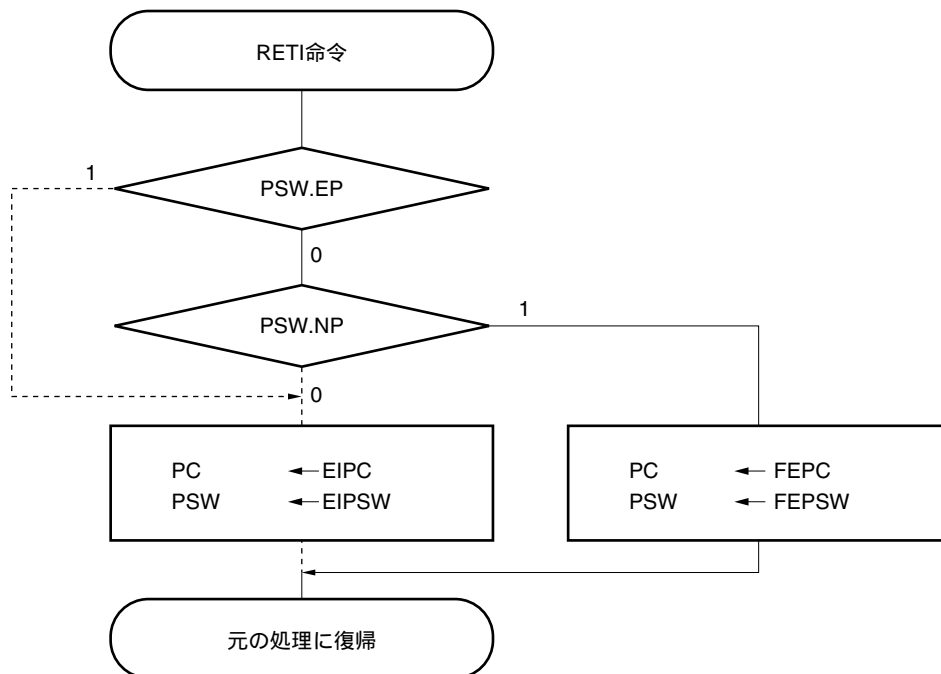 RETI命令
1
PSW.EP
0
PSW.NP
1
0
PC ← EIPC
PSW ← EIPSW
PC ← FEPC
PSW ← FEPSW
元の処理に復帰